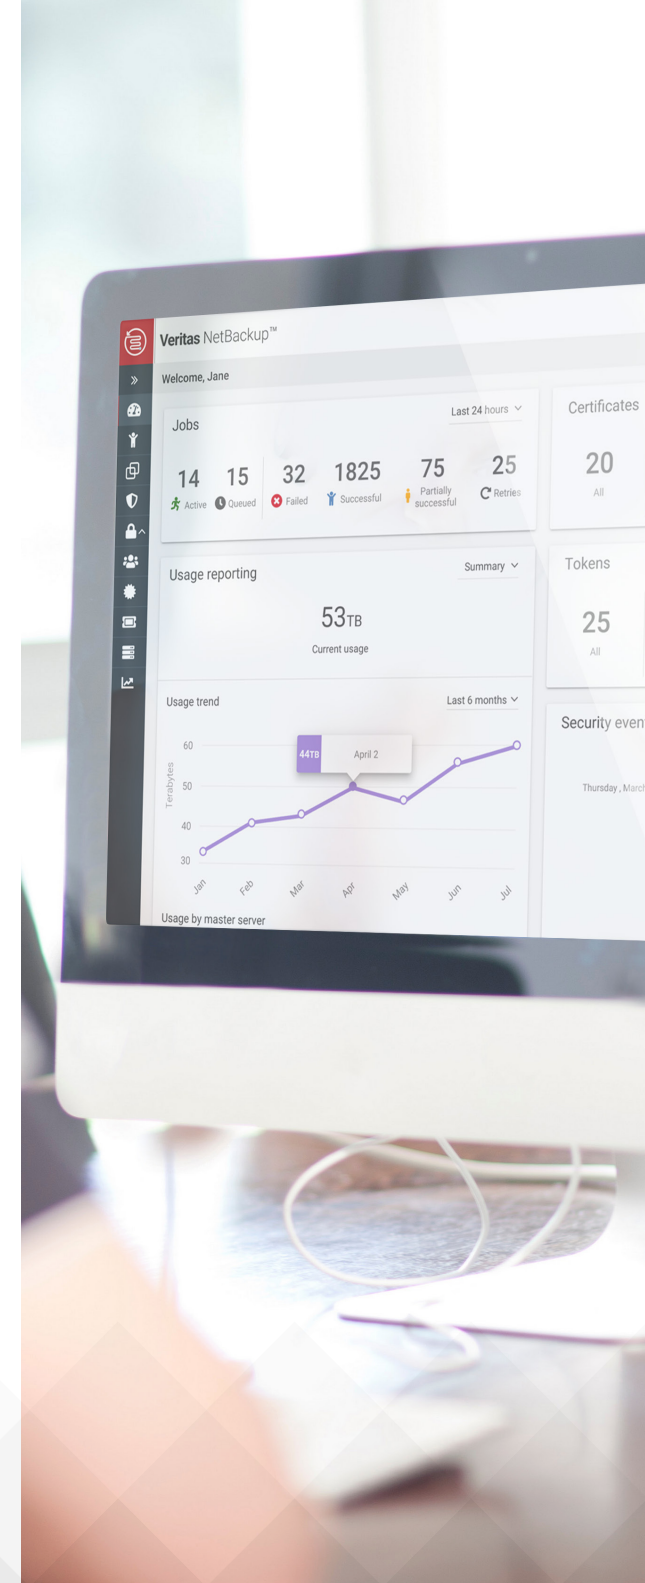 Veritas NetBackup™
Welcome, Jane
Jobs
Last 24 hours
14
Active
15
Queued
32
Failed
1825
Successful
75
Partially
successful
25
Retries
Certificates
20
All
Usage reporting
Summary
53TB
Current usage
Tokens
25
All
Usage trend
Last 6 months
Terabytes
60
50
40
30
44TB
April 2
Jan
Feb
Mar
Apr
May
Jun
Jul
Usage by master server
Security even
Thursday, March